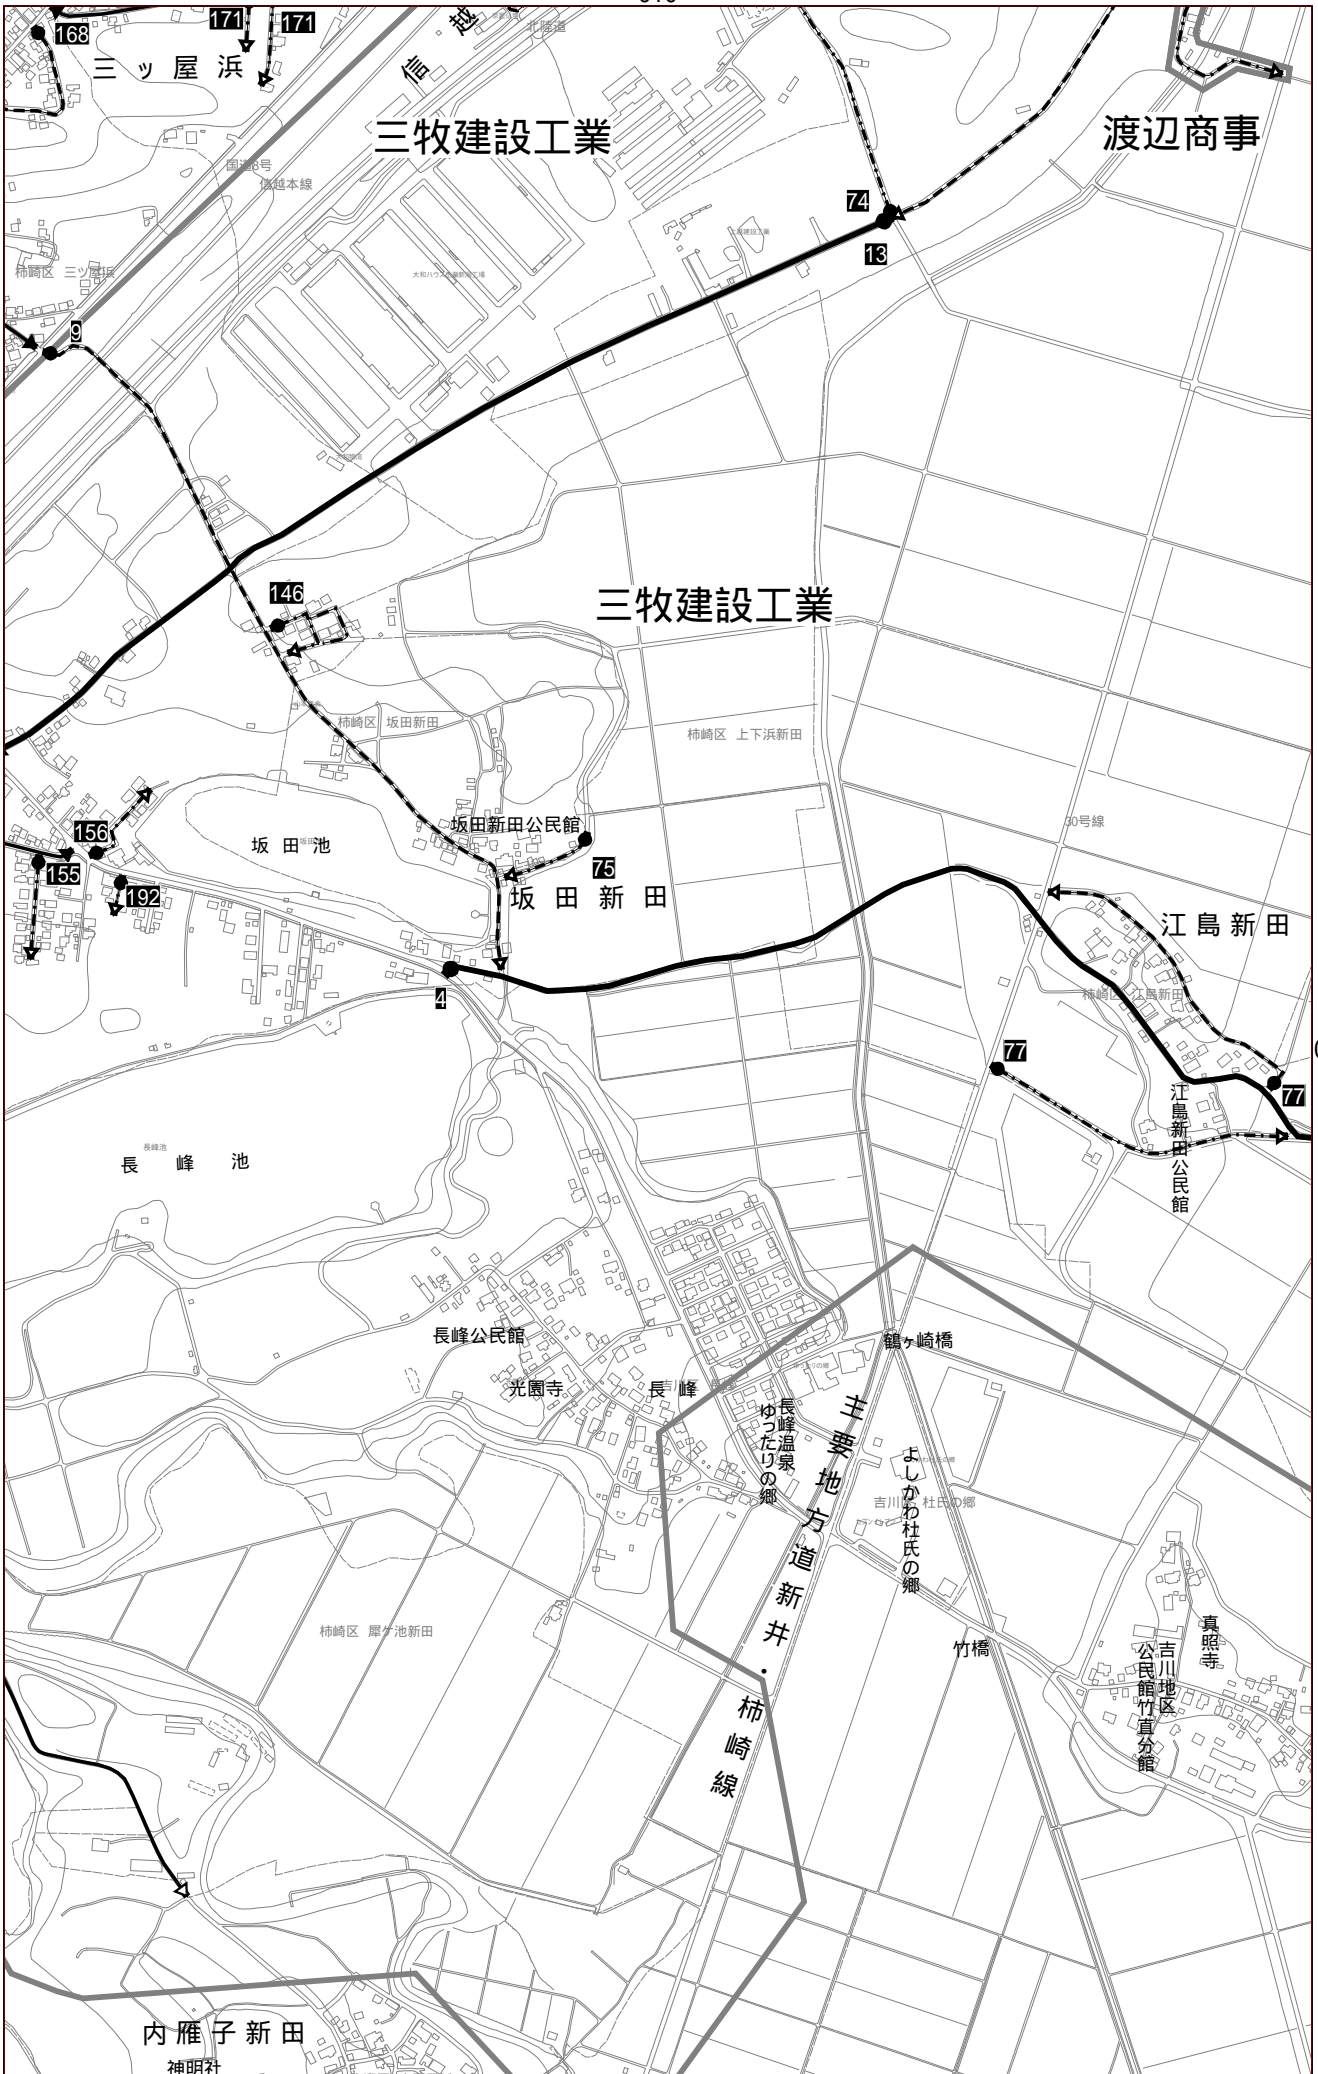 168
171
171
信越
北陸道
三ッ屋浜
三牧建設工業
渡辺商事
国道8号
信越本線
74
13
柿崎区 三ツ屋浜
9
146
三牧建設工業
柿崎区 坂田新田
柿崎区 上下浜新田
30号線
坂田新田公民館
156
坂田池
155
75
192
坂田新田
江島新田
4
柿崎区 江島新田
77
77
江島新田公民館
長峰池
長峰池
長峰公民館
鶴ヶ崎橋
光園寺
長峰
長峰温泉
ゆったりの郷
主要地方道新井・柿崎線
よしかわ杜氏の郷
吉川区 杜氏の郷
柿崎区 犀ケ池新田
竹橋
真照寺
吉川地区
公民館竹直分館
内雁子新田
神明社